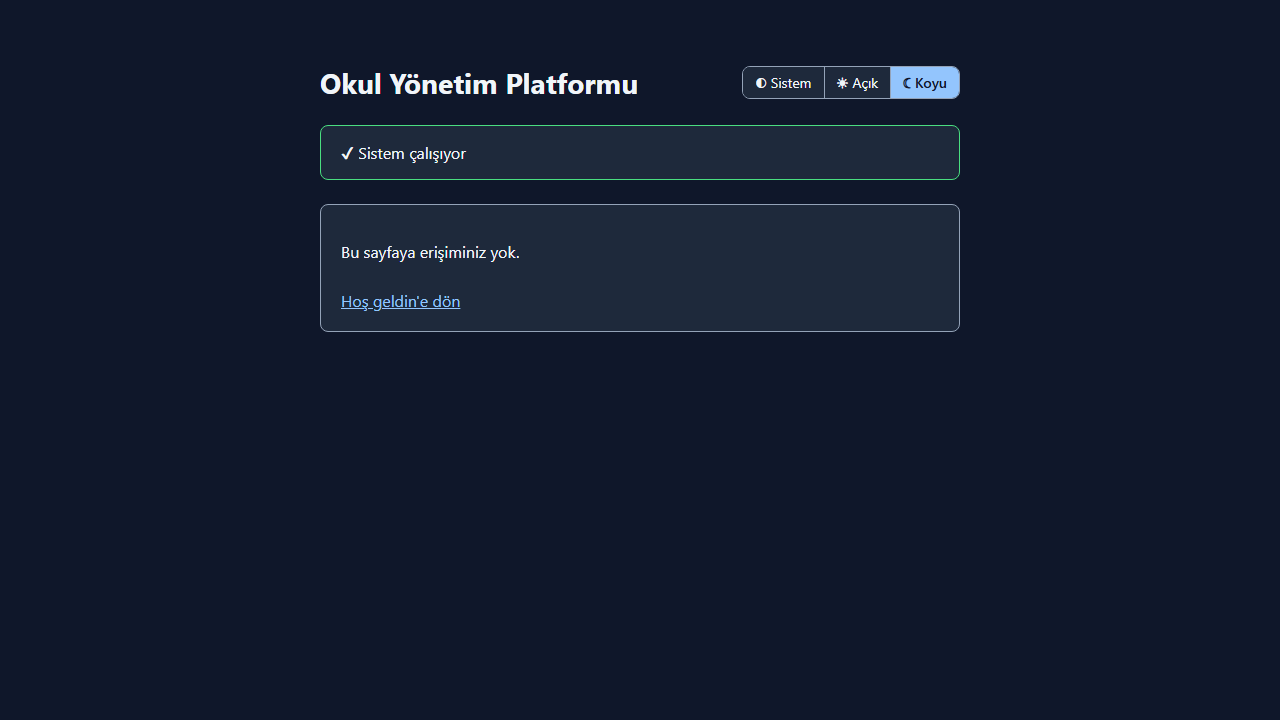 Okul Yönetim Platformu
◐ Sistem
☀ Açık
☾ Koyu
✓ Sistem çalışıyor
Bu sayfaya erişiminiz yok.
Hoş geldin'e dön